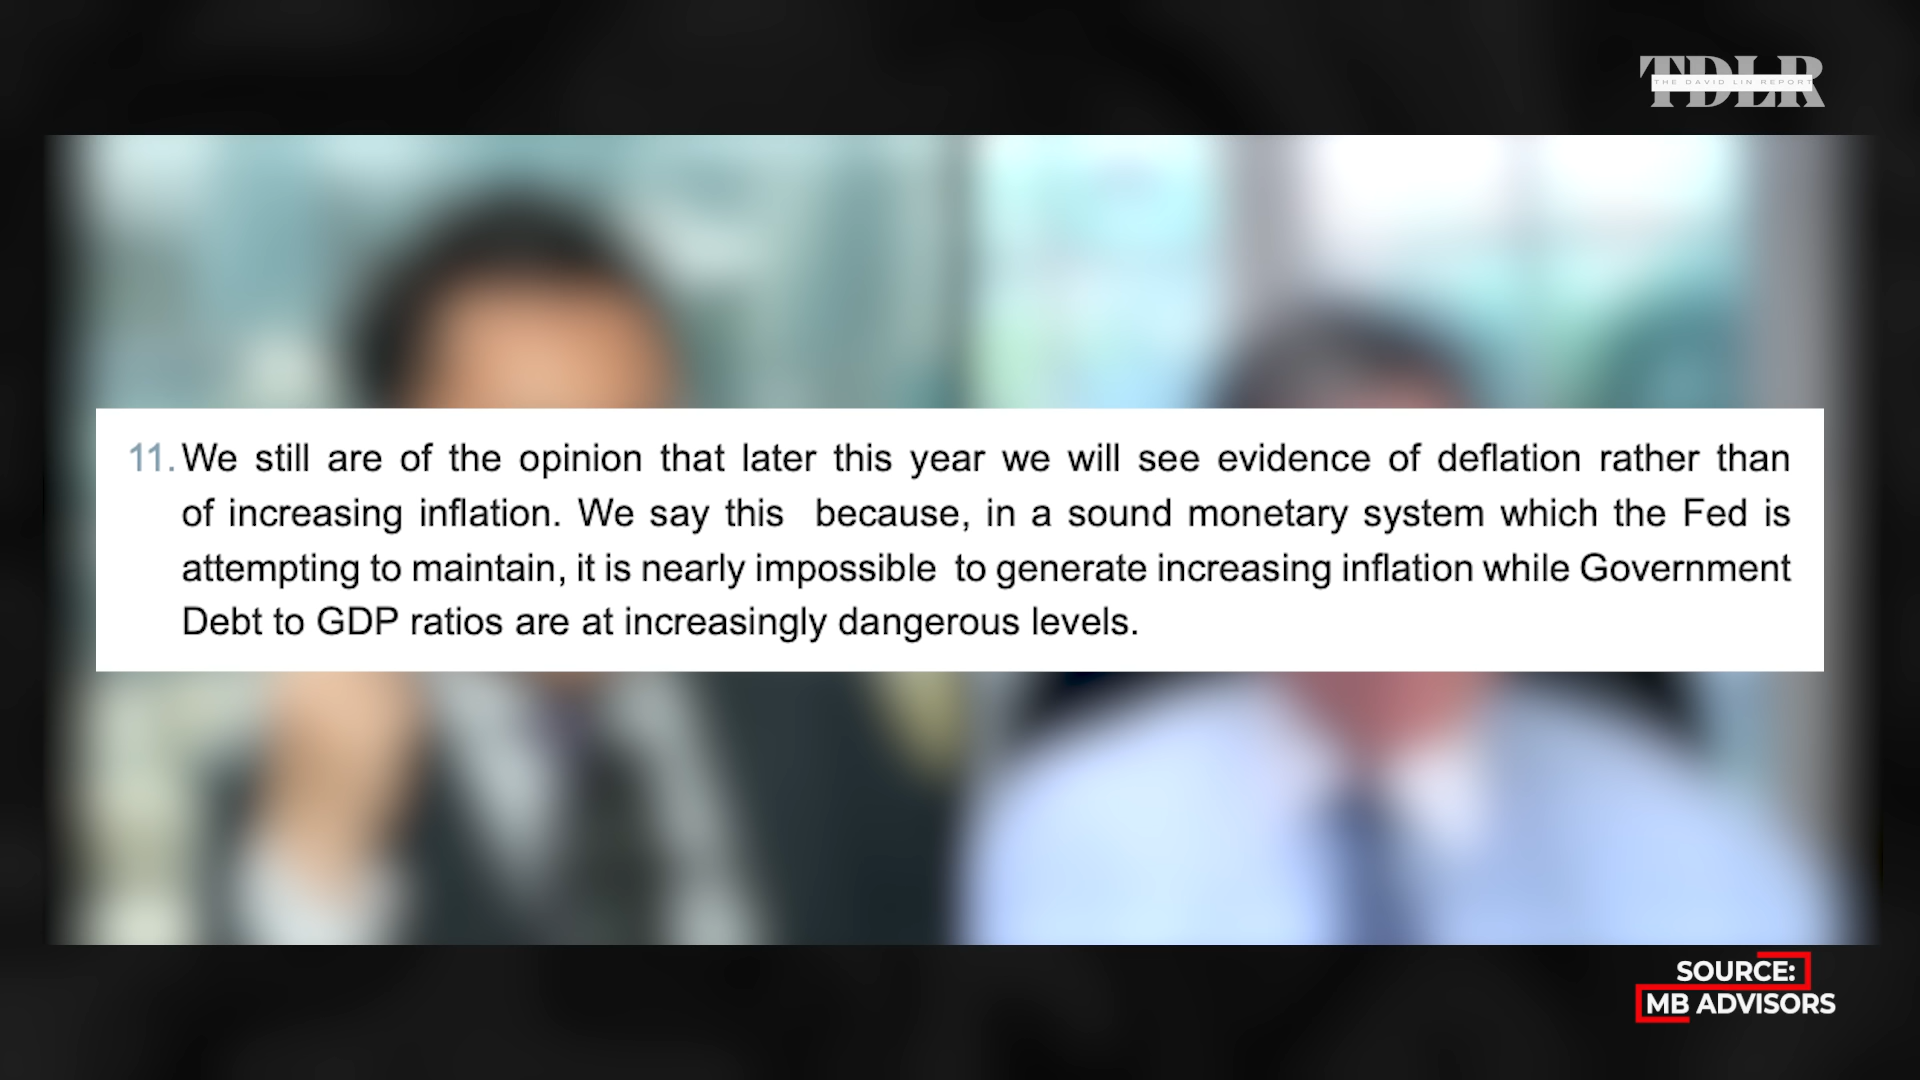 TDLR
THE DAVID LIN REPORT
11. We still are of the opinion that later this year we will see evidence of deflation rather than
of increasing inflation. We say this because, in a sound monetary system which the Fed is
attempting to maintain, it is nearly impossible to generate increasing inflation while Government
Debt to GDP ratios are at increasingly dangerous levels.
SOURCE:
MB ADVISORS